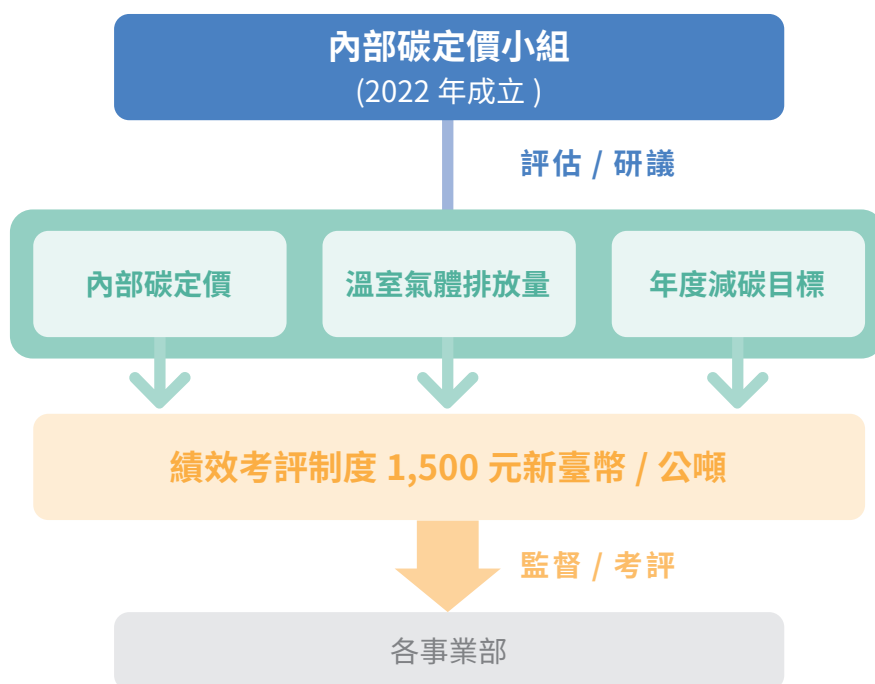 內部碳定價小組
(2022 年成立 )
評估 / 研議
內部碳定價
溫室氣體排放量
年度減碳目標
績效考評制度 1,500 元新臺幣 / 公噸
監督 / 考評
各事業部